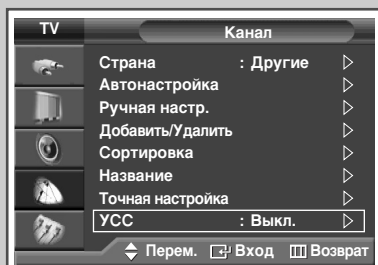 TV
Канал
Страна : Другие
Автонастройка
Ручная настр.
Добавить/Удалить
Сортировка
Название
Точная настройка
УСС : Выкл.
Перем. Вход Возврат